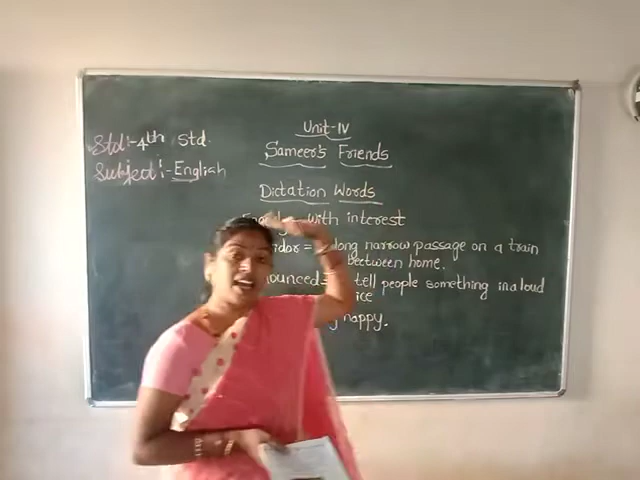 Unit-IV
Std:- 4th Std.
Sameer's Friends
Subject:- English
Dictation Words
with interest
long narrow passage on a train
beetween home.
tell people something in a loud
happy.